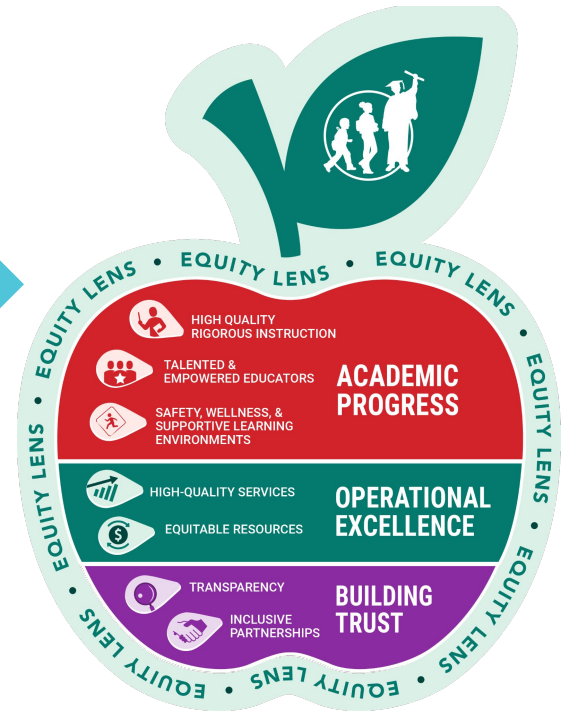 EQUITY LENS • EQUITY LENS • EQUITY LENS • EQUITY LENS • EQUITY LENS • EQUITY LENS • EQUITY LENS • EQUITY LENS • EQUITY LENS •
HIGH QUALITY
RIGOROUS INSTRUCTION
TALENTED &
EMPOWERED EDUCATORS
SAFETY, WELLNESS, &
SUPPORTIVE LEARNING
ENVIRONMENTS
ACADEMIC
PROGRESS
HIGH-QUALITY SERVICES
EQUITABLE RESOURCES
OPERATIONAL
EXCELLENCE
TRANSPARENCY
INCLUSIVE
PARTNERSHIPS
BUILDING
TRUST